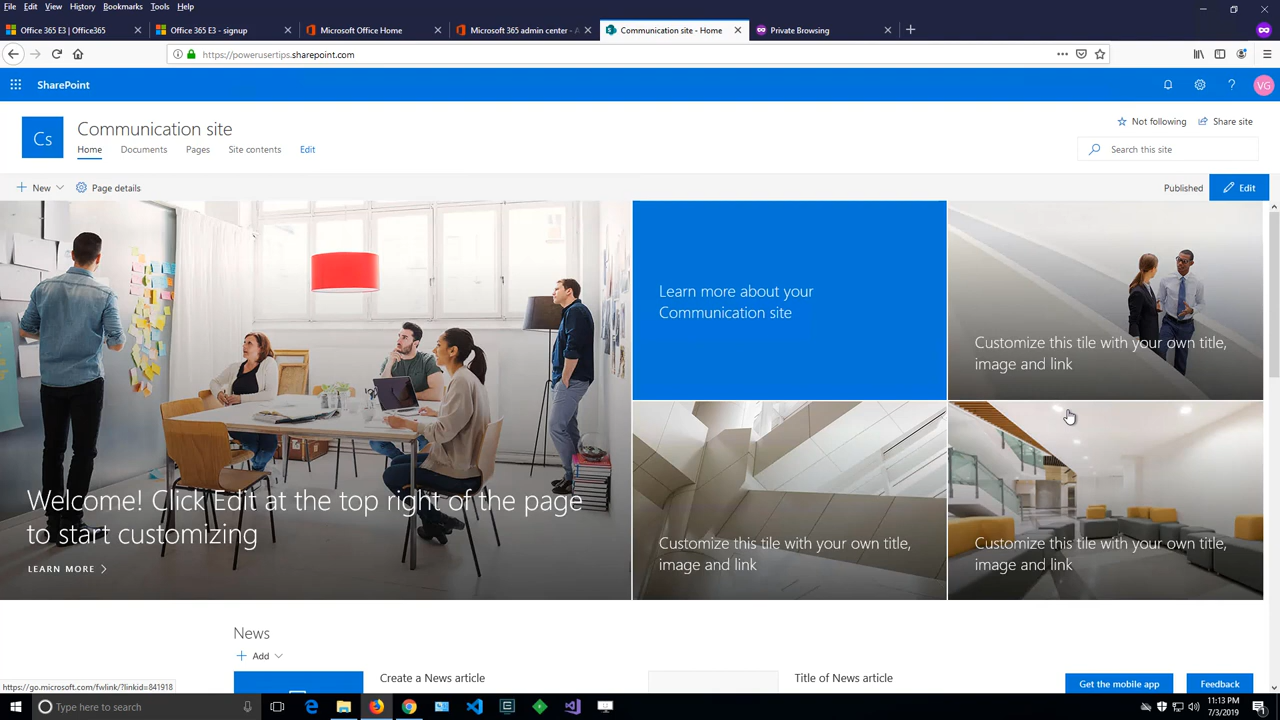 File Edit View History Bookmarks Tools Help
Office 365 E3 | Office365
Office 365 E3 - signup
Microsoft Office Home
Microsoft 365 admin center - A
Communication site - Home
Private Browsing
https://powerusertips.sharepoint.com
SharePoint
VG
Cs
Communication site
Not following
Share site
Home Documents Pages Site contents Edit
Search this site
New
Page details
Published
Edit
Learn more about your
Communication site
Customize this tile with your own title,
image and link
Welcome! Click Edit at the top right of the page
to start customizing
LEARN MORE
Customize this tile with your own title,
image and link
Customize this tile with your own title,
image and link
News
Add
Create a News article
Title of News article
Get the mobile app
Feedback
https://go.microsoft.com/fwlink/?linkid=841918
Type here to search
11:13 PM
7/3/2019